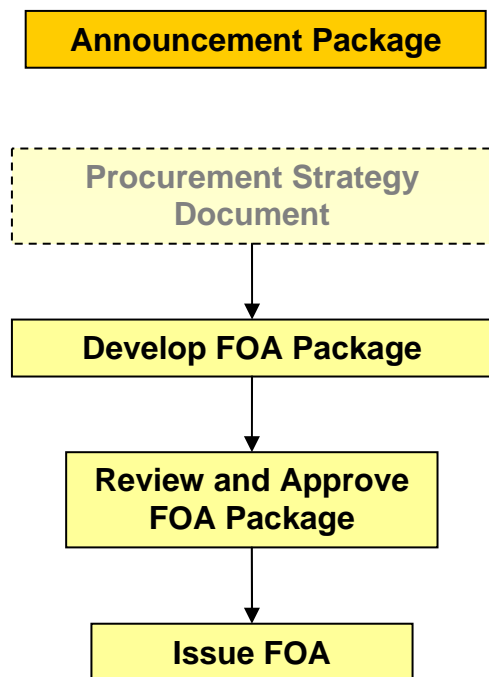 Announcement Package
Procurement Strategy
Document
Develop FOA Package
Review and Approve
FOA Package
Issue FOA